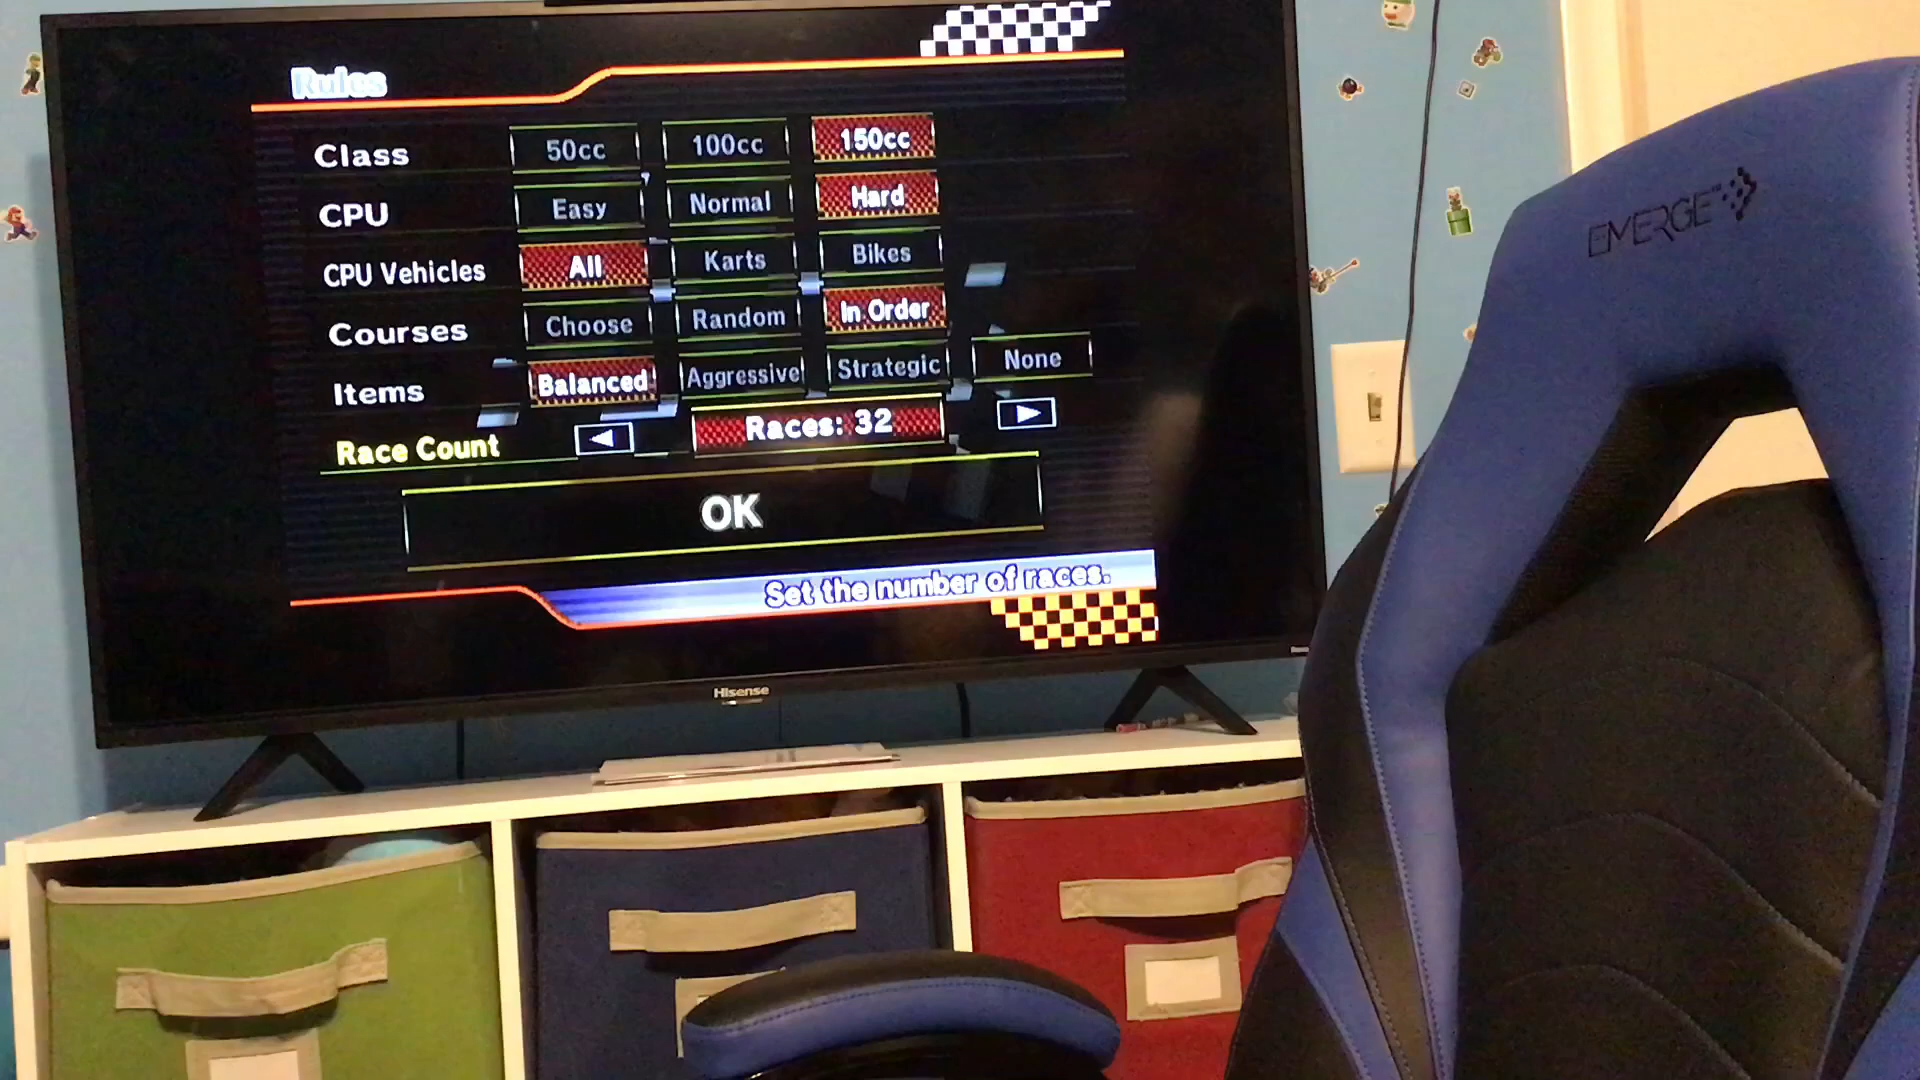 Rules
Class 50cc 100cc 150cc
CPU Easy Normal Hard
CPU Vehicles All Karts Bikes
Courses Choose Random In Order
Items Balanced Aggressive Strategic None
Race Count Races: 32
OK
Set the number of races.
Hisense
EMERGE